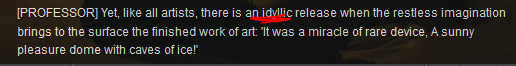 [PROFESSOR] Yet, like all artists, there is an idyllic release when the restless imagination
brings to the surface the finished work of art: 'It was a miracle of rare device, A sunny
pleasure dome with caves of ice!'